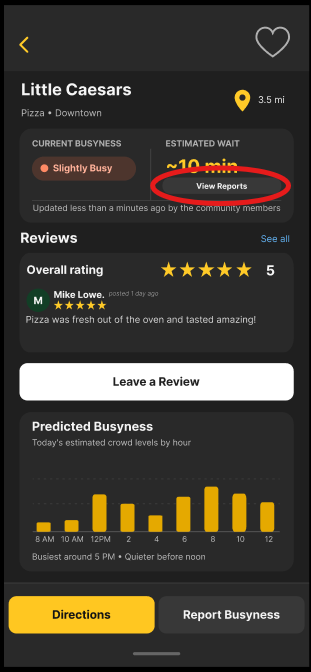 Little Caesars
3.5 mi
Pizza • Downtown
CURRENT BUSYNESS
ESTIMATED WAIT
Slightly Busy
~10 min
View Reports
Updated less than a minutes ago by the community members
Reviews
See all
Overall rating
5
M
Mike Lowe. posted 1 day ago
Pizza was fresh out of the oven and tasted amazing!
Leave a Review
Predicted Busyness
Today's estimated crowd levels by hour
8 AM 10 AM 12PM 2 4 6 8 10 12
Busiest around 5 PM • Quieter before noon
Directions
Report Busyness